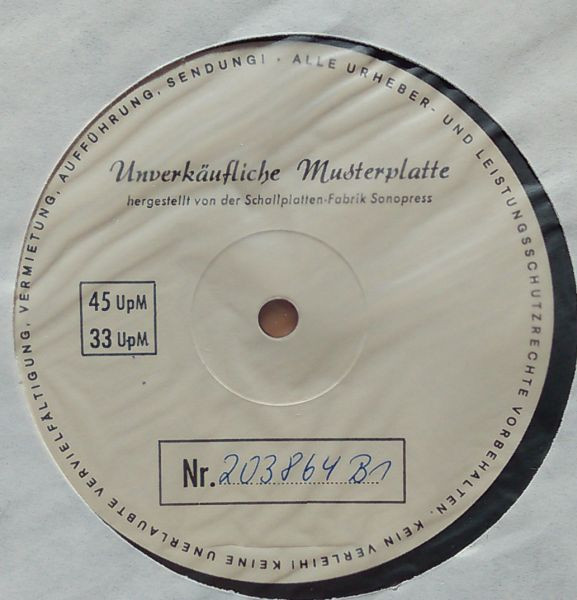 ALLE URHEBER- UND LEISTUNGSSCHUTZRECHTE VORBEHALTEN. KEIN VERLEIH! KEINE UNERLAUBTE VERVIELFÄLTIGUNG, VERMIETUNG, AUFFÜHRUNG, SENDUNG! ·
Unverkäufliche Musterplatte
hergestellt von der Schallplatten-Fabrik Sonopress
45 UpM
33 UpM
Nr. 203864 B1